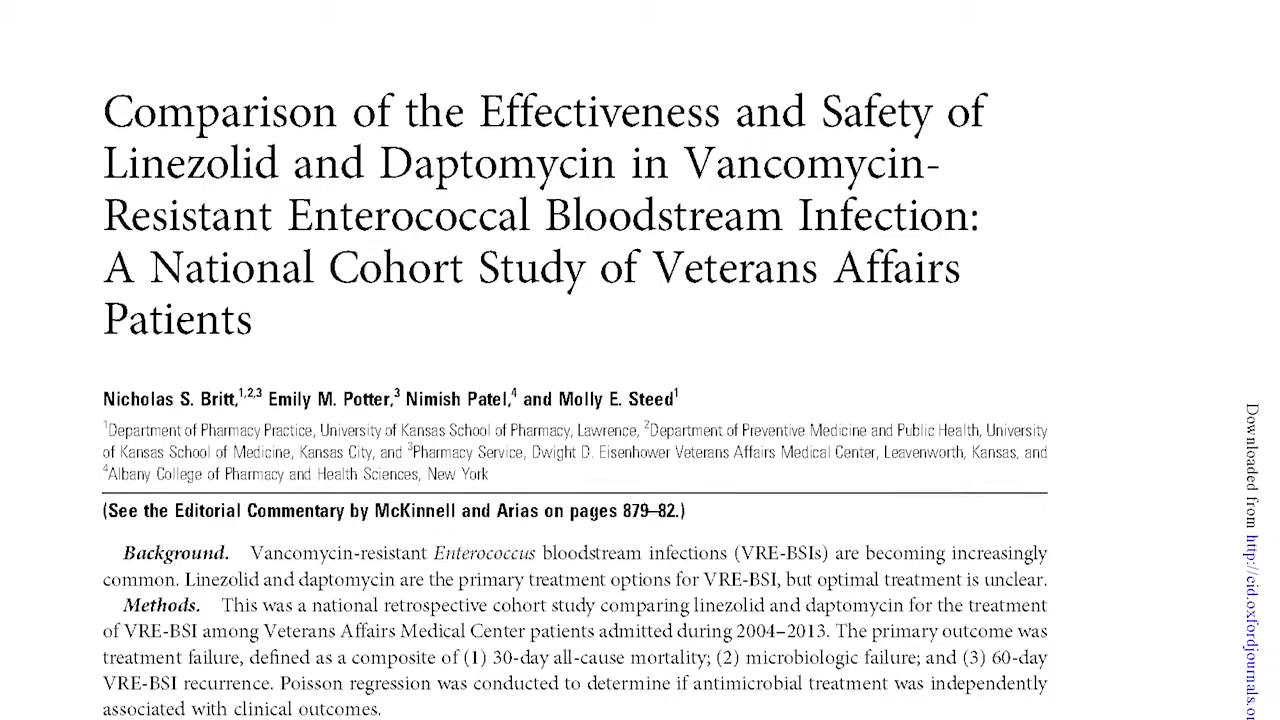 Comparison of the Effectiveness and Safety of
Linezolid and Daptomycin in Vancomycin-
Resistant Enterococcal Bloodstream Infection:
A National Cohort Study of Veterans Affairs
Patients
Nicholas S. Britt,1,2,3 Emily M. Potter,3 Nimish Patel,4 and Molly E. Steed1
1Department of Pharmacy Practice, University of Kansas School of Pharmacy, Lawrence, 2Department of Preventive Medicine and Public Health, University
of Kansas School of Medicine, Kansas City, and 3Pharmacy Service, Dwight D. Eisenhower Veterans Affairs Medical Center, Leavenworth, Kansas, and
4Albany College of Pharmacy and Health Sciences, New York
(See the Editorial Commentary by McKinnell and Arias on pages 879–82.)
Background. Vancomycin-resistant Enterococcus bloodstream infections (VRE-BSIs) are becoming increasingly
common. Linezolid and daptomycin are the primary treatment options for VRE-BSI, but optimal treatment is unclear.
Methods. This was a national retrospective cohort study comparing linezolid and daptomycin for the treatment
of VRE-BSI among Veterans Affairs Medical Center patients admitted during 2004–2013. The primary outcome was
treatment failure, defined as a composite of (1) 30-day all-cause mortality; (2) microbiologic failure; and (3) 60-day
VRE-BSI recurrence. Poisson regression was conducted to determine if antimicrobial treatment was independently
associated with clinical outcomes.
Downloaded from http://cid.oxfordjournals.or